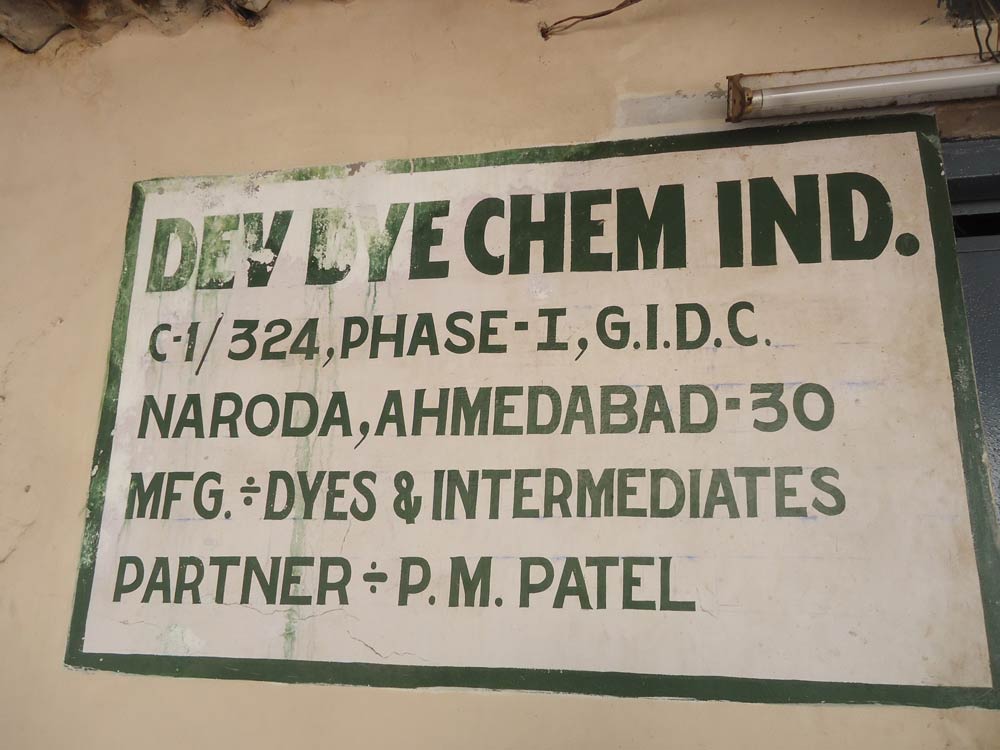 DEV DYE CHEM IND.
C-1/324, PHASE-I, G.I.D.C.
NARODA, AHMEDABAD-30
MFG. ÷ DYES & INTERMEDIATES
PARTNER ÷ P. M. PATEL